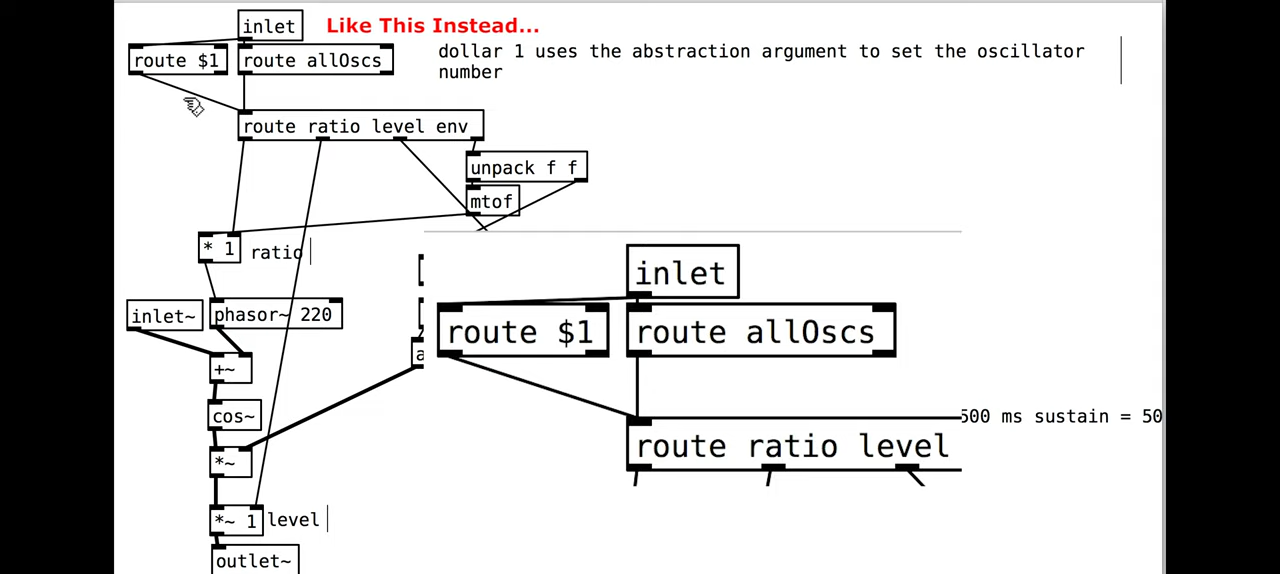 inlet
Like This Instead...
route $1
route allOscs
dollar 1 uses the abstraction argument to set the oscillator
number
route ratio level env
unpack f f
mtof
* 1
ratio
inlet~
phasor~ 220
+~
cos~
*~
*~ 1
level
outlet~
a
inlet
route $1
route allOscs
route ratio level
500 ms sustain = 50